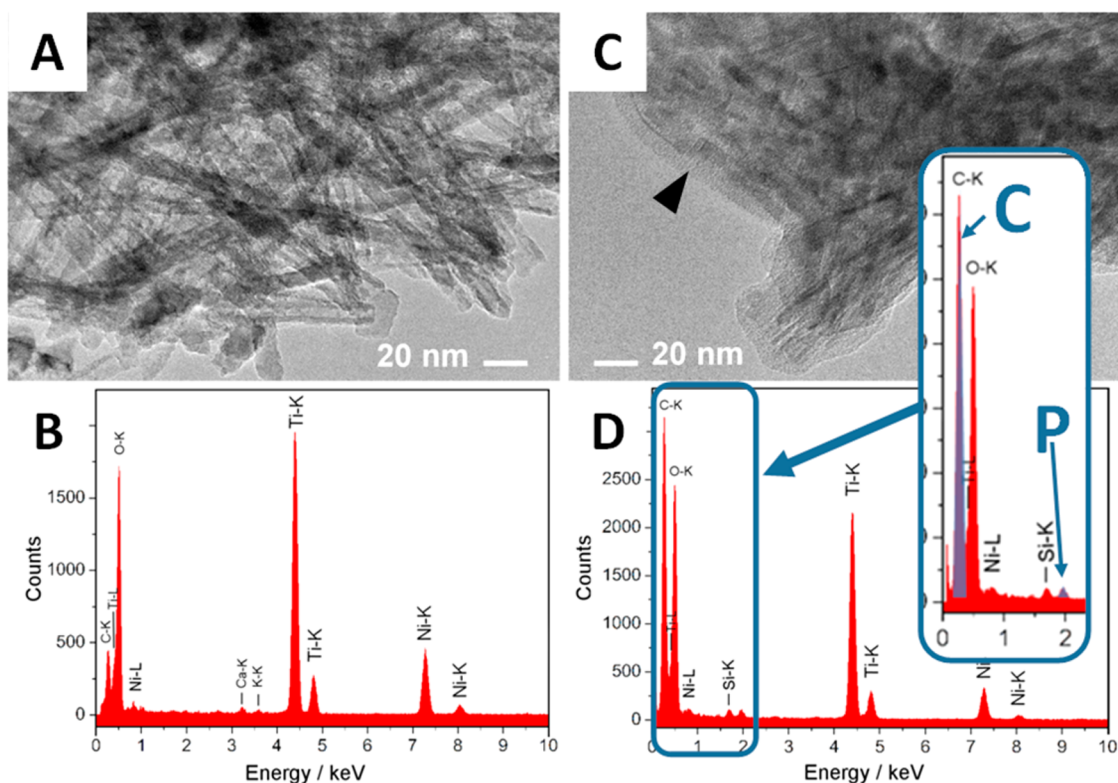 A
20 nm
C
20 nm
C-K
C
O-K
Ti-L
Ni-L
Si-K
P
0 1 2
B
O-K
C-K
Ti-L
Ni-L
Ca-K
K-K
Ti-K
Ti-K
Ni-K
Ni-K
1500
1000
500
0
Counts
0 1 2 3 4 5 6 7 8 9 10
Energy / keV
D
C-K
O-K
Ti-L
Ni-L
Si-K
Ti-K
Ti-K
Ni
Ni-K
2500
2000
1500
1000
500
0
Counts
0 1 2 3 4 5 6 7 8 9 10
Energy / keV